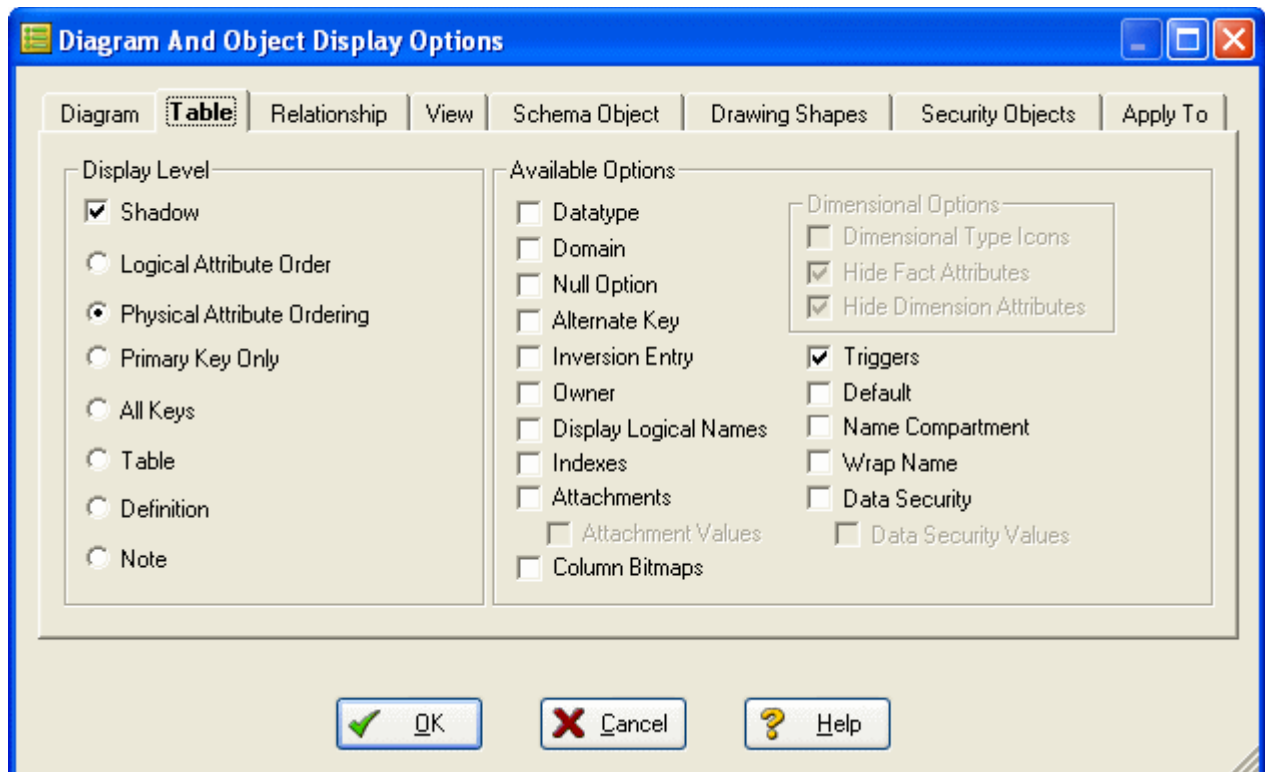 Diagram And Object Display Options
Diagram Table Relationship View Schema Object Drawing Shapes Security Objects Apply To
Display Level
Shadow
Logical Attribute Order
Physical Attribute Ordering
Primary Key Only
All Keys
Table
Definition
Note
Available Options
Datatype
Domain
Null Option
Alternate Key
Inversion Entry
Owner
Display Logical Names
Indexes
Attachments
Attachment Values
Column Bitmaps
Dimensional Options
Dimensional Type Icons
Hide Fact Attributes
Hide Dimension Attributes
Triggers
Default
Name Compartment
Wrap Name
Data Security
Data Security Values
OK Cancel Help